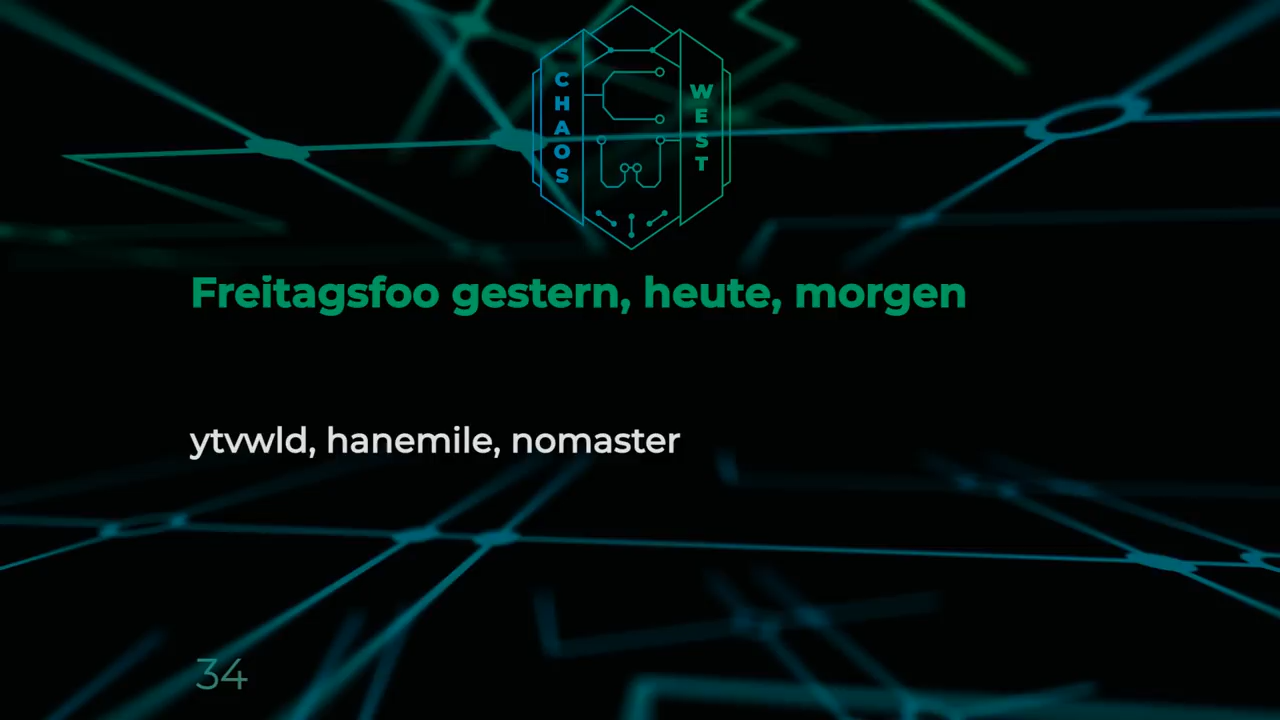 CHAOS
WEST
Freitagsfoo gestern, heute, morgen
ytvwld, hanemile, nomaster
34